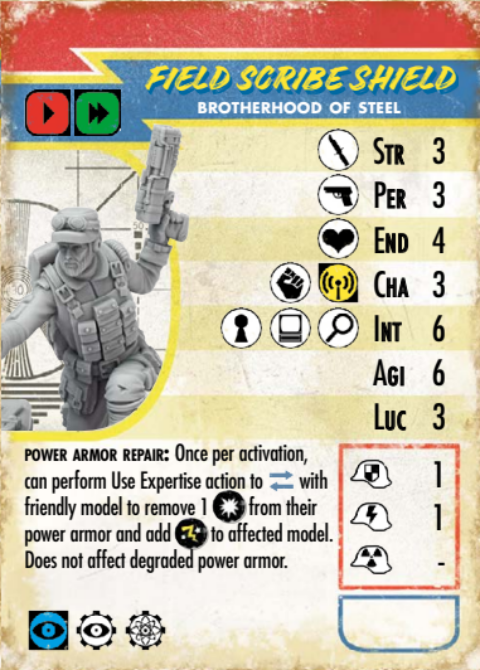 FIELD SCRIBE SHIELD
BROTHERHOOD OF STEEL
STR 3
PER 3
END 4
CHA 3
INT 6
AGI 6
LUC 3
POWER ARMOR REPAIR: Once per activation,
can perform Use Expertise action to with
friendly model to remove 1 from their
power armor and add to affected model.
Does not affect degraded power armor.
1
1
-